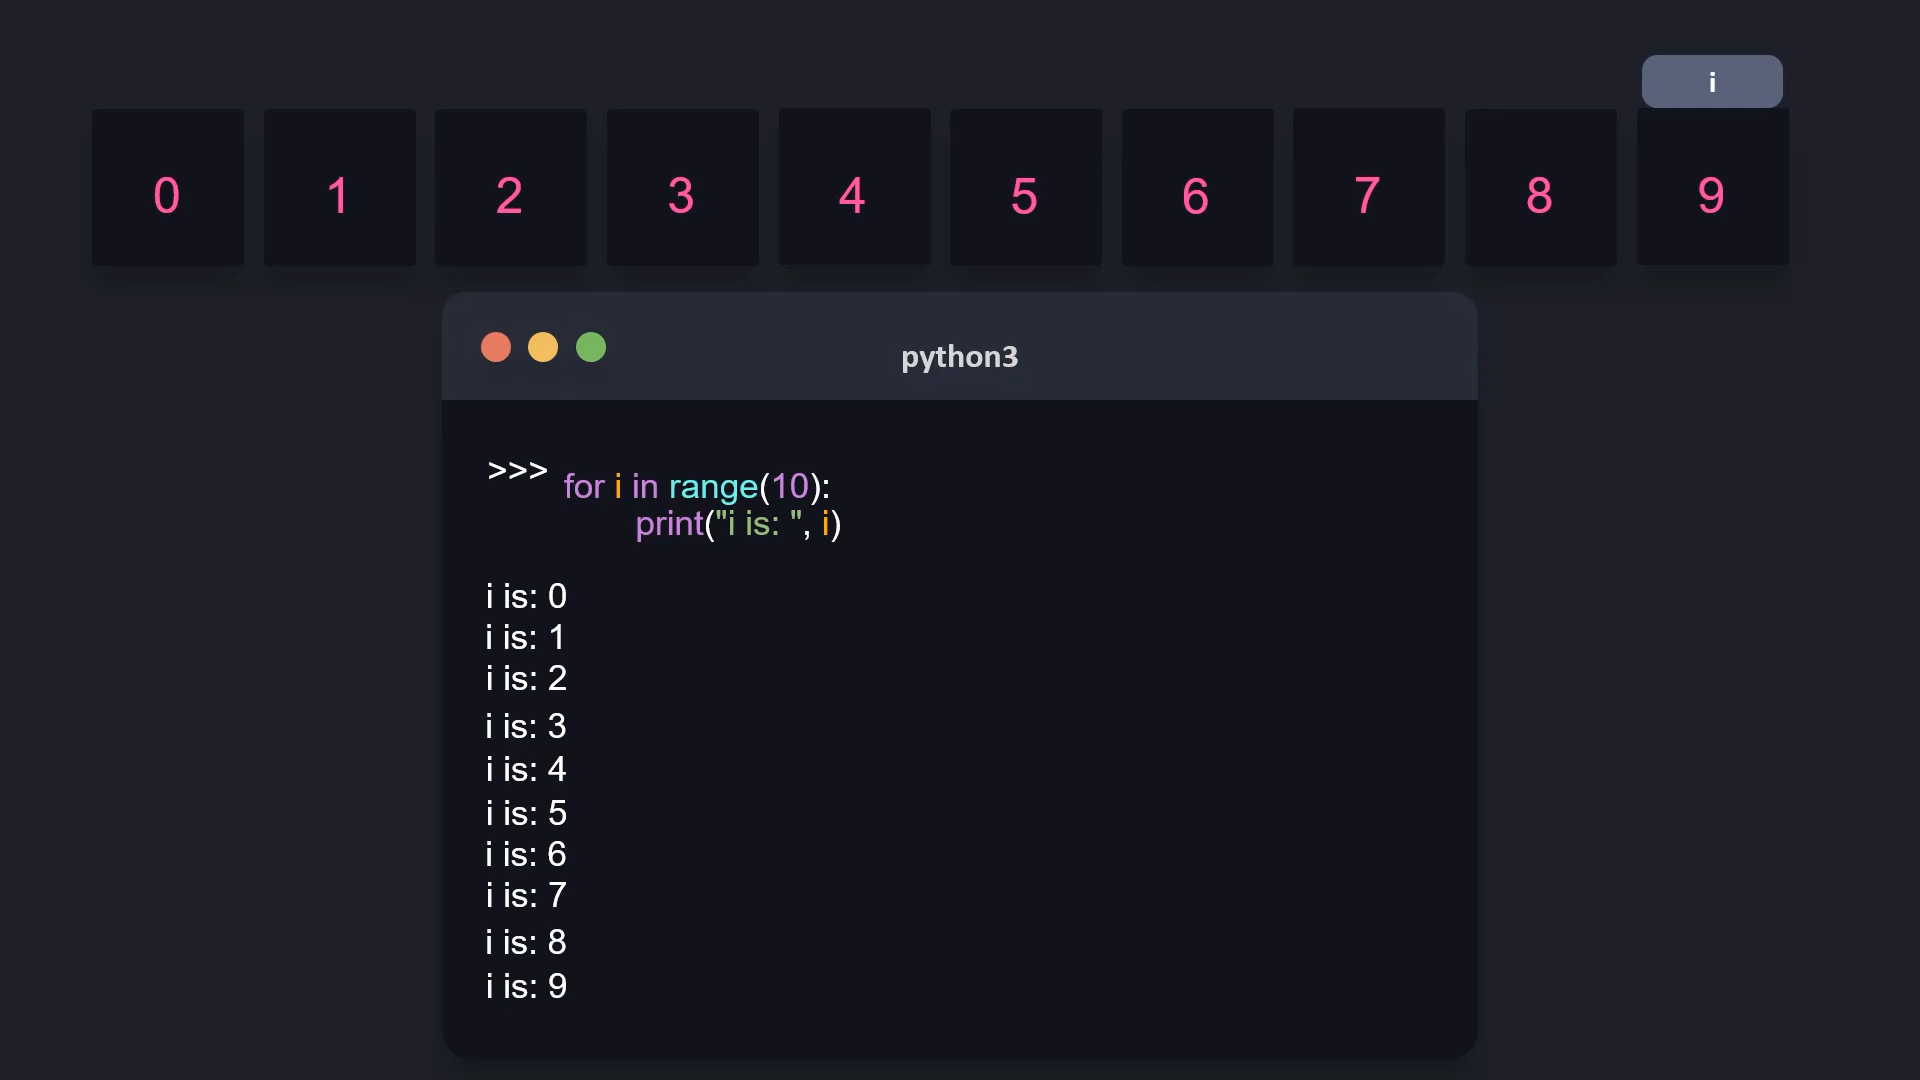 i
0 1 2 3 4 5 6 7 8 9
python3
>>> for i in range(10):
print("i is: ", i)
i is: 0
i is: 1
i is: 2
i is: 3
i is: 4
i is: 5
i is: 6
i is: 7
i is: 8
i is: 9